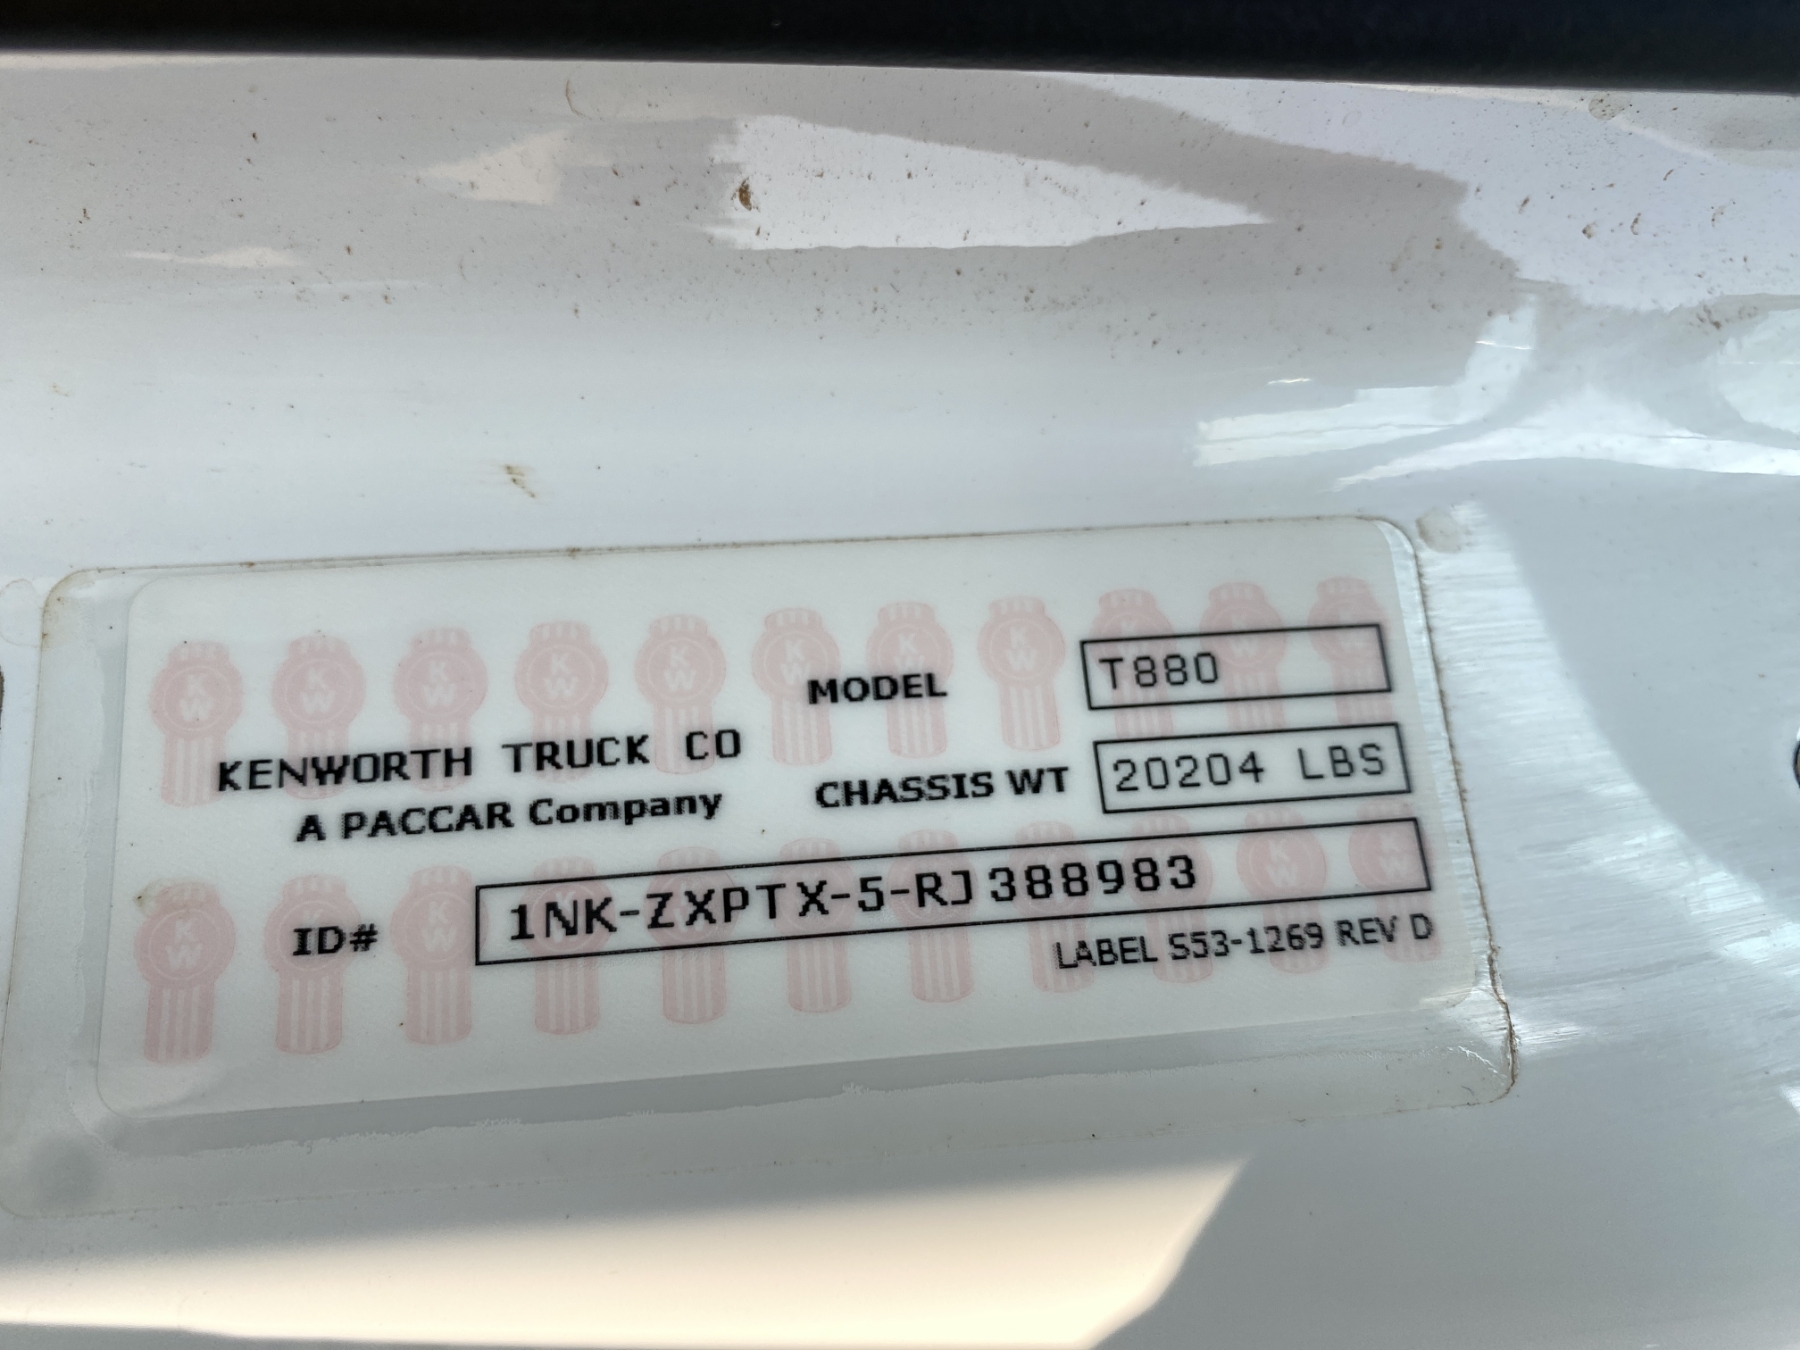 MODEL T880
KENWORTH TRUCK CO
A PACCAR Company
CHASSIS WT 20204 LBS
ID# 1NK-ZXPTX-5-RJ388983
LABEL S53-1269 REV D